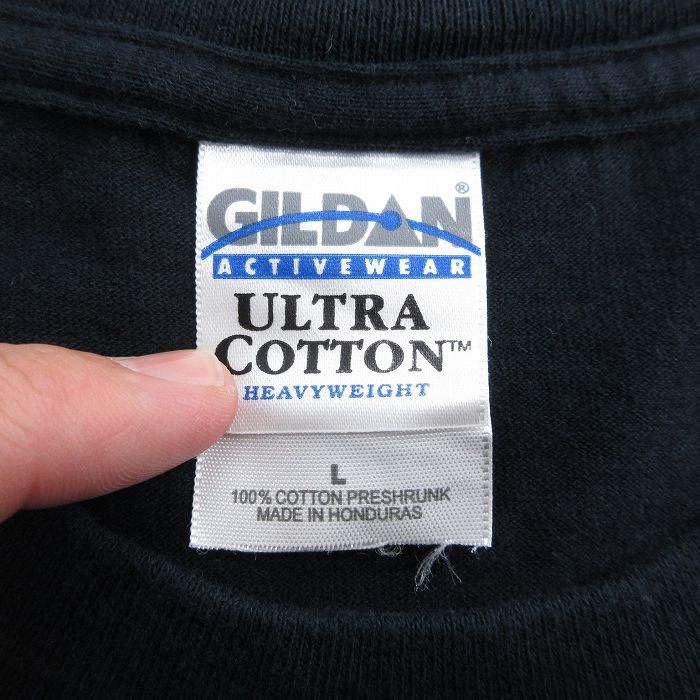 GILDAN®
ACTIVEWEAR
ULTRA
COTTON™
HEAVYWEIGHT
L
100% COTTON PRESHRUNK
MADE IN HONDURAS